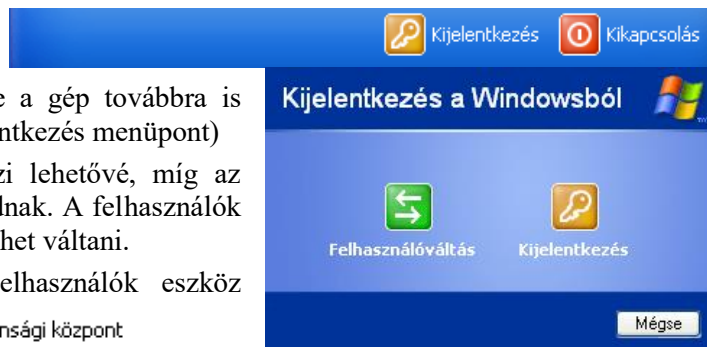 Kijelentkezés Kikapcsolás
e a gép továbbra is
entkezés menüpont)
zi lehetővé, míg az
dnak. A felhasználók
het váltani.
elhasználók eszköz
nsági központ
Kijelentkezés a Windowsból
Felhasználóváltás Kijelentkezés
Mégse